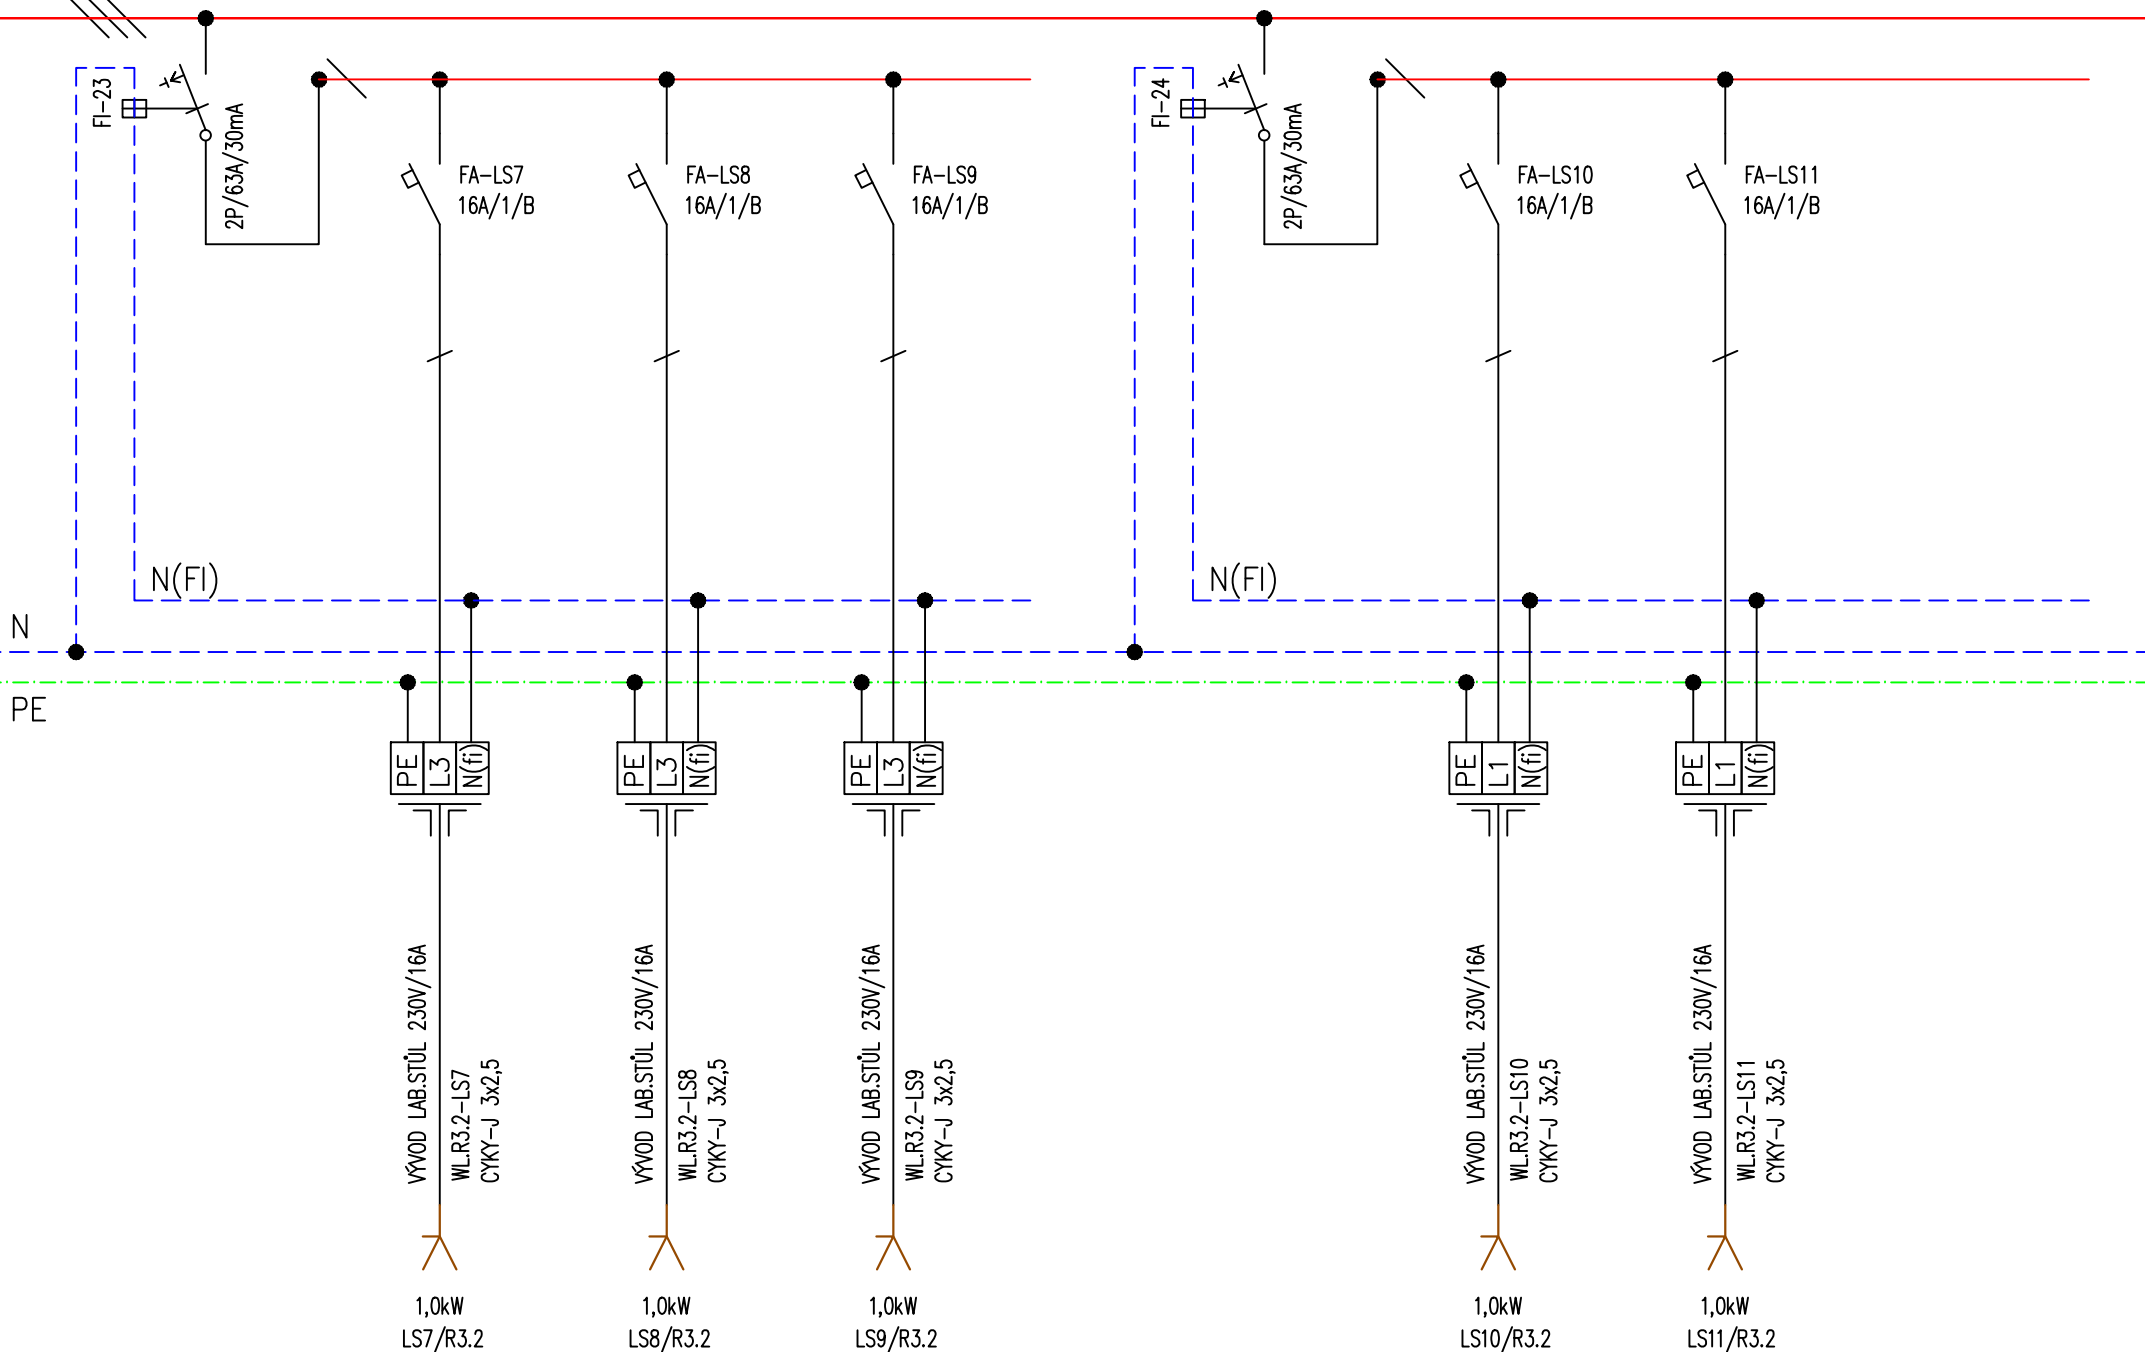 FI-23
2P/63A/30mA
FA-LS7
16A/1/B
FA-LS8
16A/1/B
FA-LS9
16A/1/B
FI-24
2P/63A/30mA
FA-LS10
16A/1/B
FA-LS11
16A/1/B
N(FI)
N(FI)
N
PE
PE
L3
N(fi)
PE
L3
N(fi)
PE
L3
N(fi)
PE
L1
N(fi)
PE
L1
N(fi)
VÝVOD LAB.STŮL 230V/16A
WL.R3.2-LS7
CYKY-J 3x2,5
VÝVOD LAB.STŮL 230V/16A
WL.R3.2-LS8
CYKY-J 3x2,5
VÝVOD LAB.STŮL 230V/16A
WL.R3.2-LS9
CYKY-J 3x2,5
VÝVOD LAB.STŮL 230V/16A
WL.R3.2-LS10
CYKY-J 3x2,5
VÝVOD LAB.STŮL 230V/16A
WL.R3.2-LS11
CYKY-J 3x2,5
1,0kW
LS7/R3.2
1,0kW
LS8/R3.2
1,0kW
LS9/R3.2
1,0kW
LS10/R3.2
1,0kW
LS11/R3.2